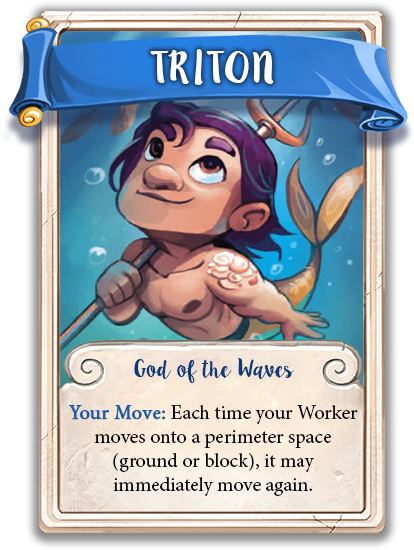 TRITON
God of the Waves
Your Move: Each time your Worker
moves onto a perimeter space
(ground or block), it may
immediately move again.